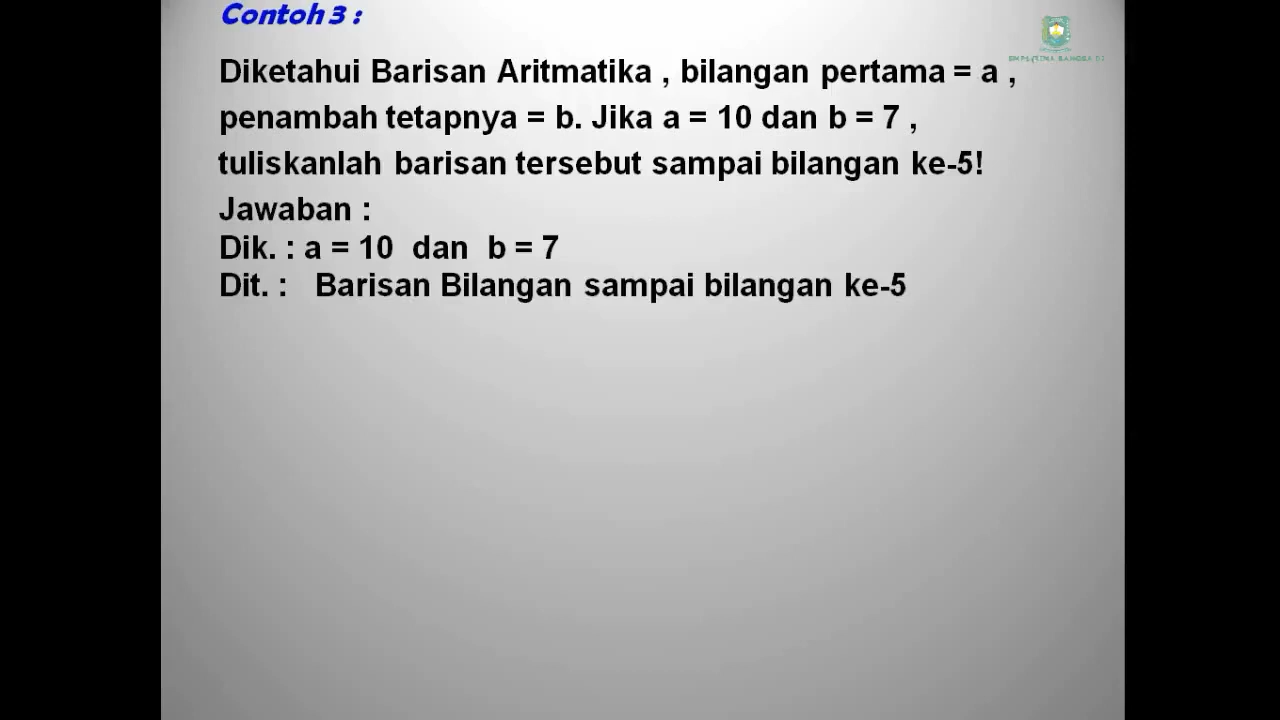 Contoh 3 :
Diketahui Barisan Aritmatika , bilangan pertama = a ,
penambah tetapnya = b. Jika a = 10 dan b = 7 ,
tuliskanlah barisan tersebut sampai bilangan ke-5!
Jawaban :
Dik. : a = 10 dan b = 7
Dit. : Barisan Bilangan sampai bilangan ke-5